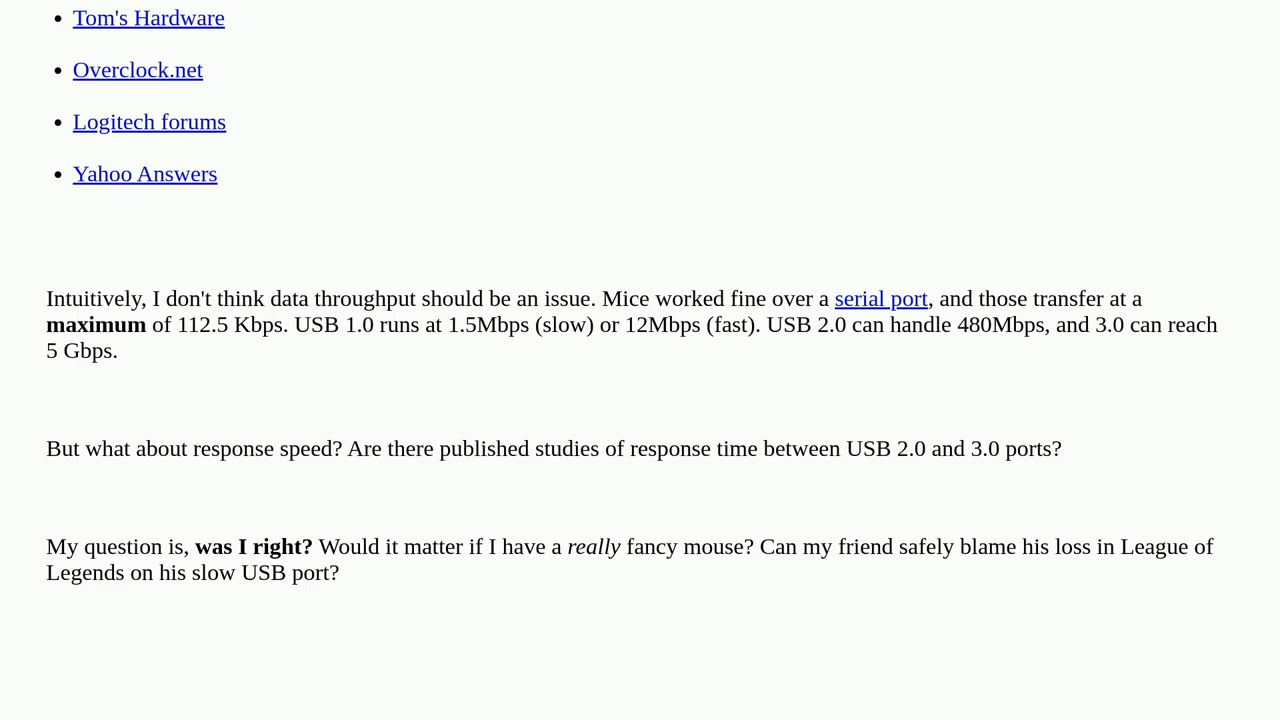 Tom's Hardware
Overclock.net
Logitech forums
Yahoo Answers
Intuitively, I don't think data throughput should be an issue. Mice worked fine over a serial port, and those transfer at a
maximum of 112.5 Kbps. USB 1.0 runs at 1.5Mbps (slow) or 12Mbps (fast). USB 2.0 can handle 480Mbps, and 3.0 can reach
5 Gbps.
But what about response speed? Are there published studies of response time between USB 2.0 and 3.0 ports?
My question is, was I right? Would it matter if I have a really fancy mouse? Can my friend safely blame his loss in League of
Legends on his slow USB port?